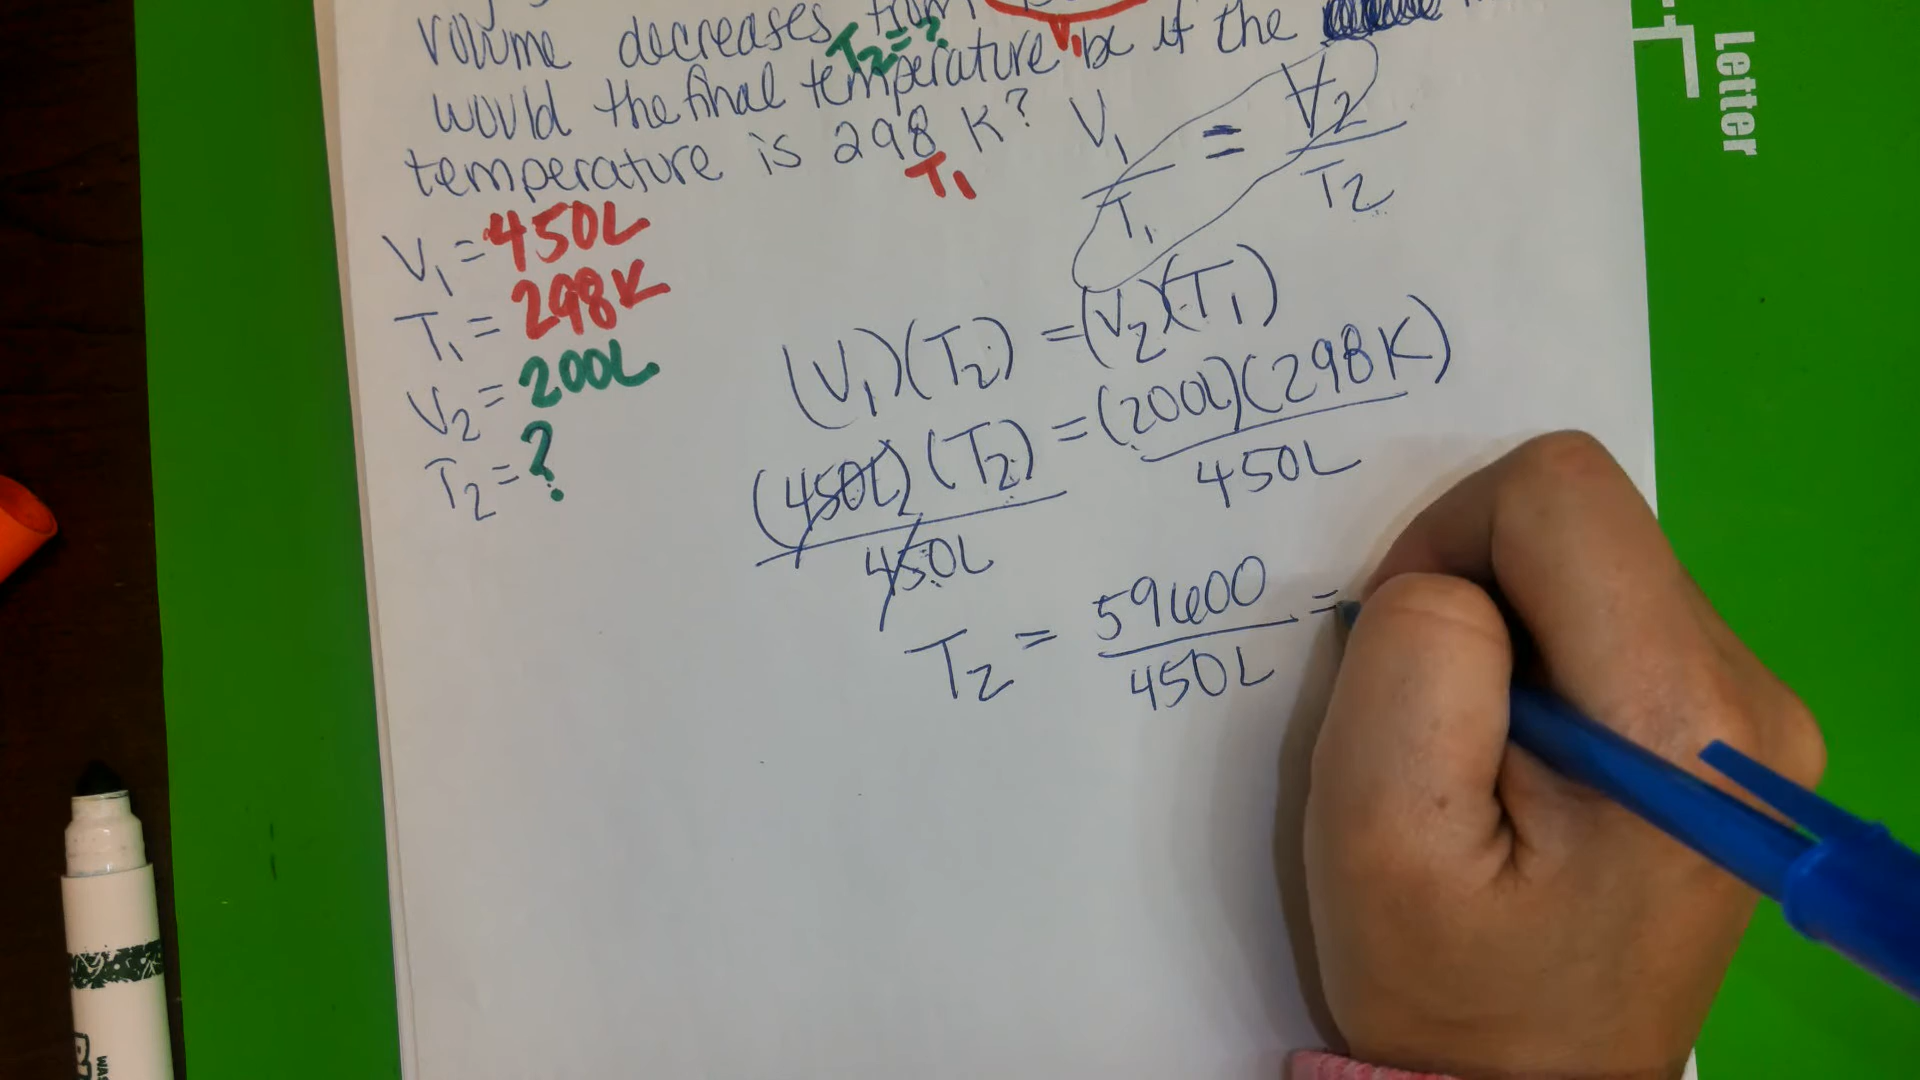 volume decreases from
T₂=?
V₁
would the final temperature be if the
temperature is 298 K?
T₁
V₁/T₁ = V₂/T₂
V₁ = 450L
T₁ = 298K
V₂ = 200L
T₂ = ?
(V₁)(T₂) = (V₂)(T₁)
(450L)(T₂)/450L = (200L)(298K)/450L
T₂ = 59600/450L =
Letter